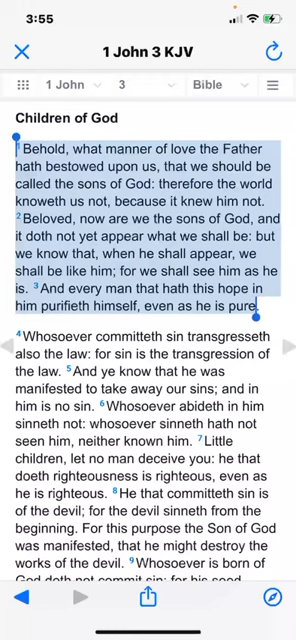 3:55
1 John 3 KJV
1 John 3 Bible
Children of God
1 Behold, what manner of love the Father
hath bestowed upon us, that we should be
called the sons of God: therefore the world
knoweth us not, because it knew him not.
2 Beloved, now are we the sons of God, and
it doth not yet appear what we shall be: but
we know that, when he shall appear, we
shall be like him; for we shall see him as he
is. 3 And every man that hath this hope in
him purifieth himself, even as he is pure.
4 Whosoever committeth sin transgresseth
also the law: for sin is the transgression of
the law. 5 And ye know that he was
manifested to take away our sins; and in
him is no sin. 6 Whosoever abideth in him
sinneth not: whosoever sinneth hath not
seen him, neither known him. 7 Little
children, let no man deceive you: he that
doeth righteousness is righteous, even as
he is righteous. 8 He that committeth sin is
of the devil; for the devil sinneth from the
beginning. For this purpose the Son of God
was manifested, that he might destroy the
works of the devil. 9 Whosoever is born of
God doth not commit sin; for his seed